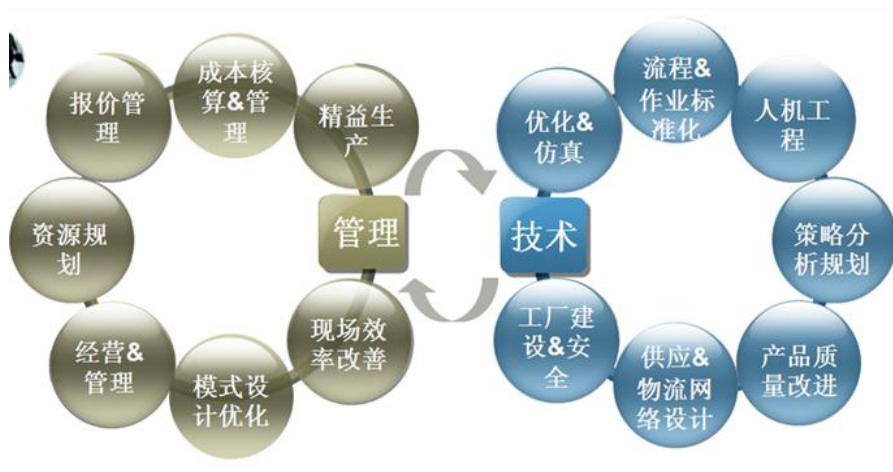 成本核
算&管
理
报价管
理
精益生
产
资源规
划
管理
经营&
管理
模式设
计优化
现场效
率改善
流程&
作业标
准化
优化&
仿真
人机工
程
技术
策略分
析规划
工厂建
设&安
全
供应&
物流网
络设计
产品质
量改进